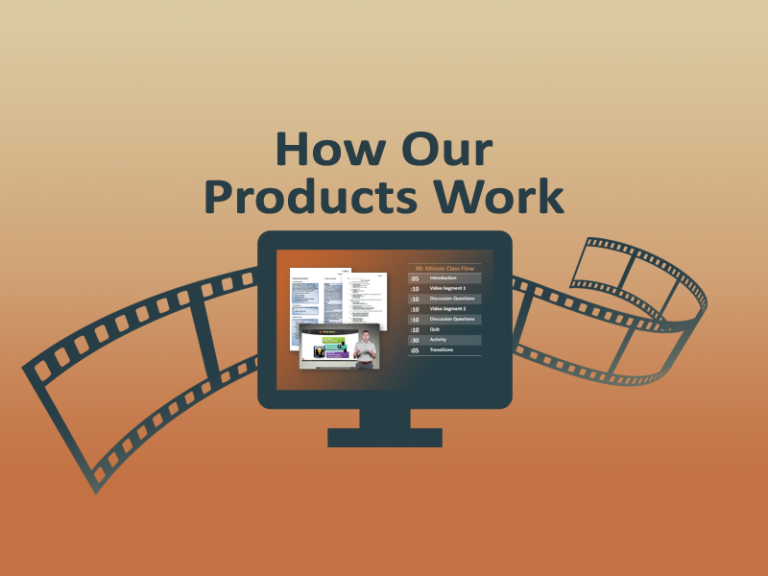 How Our
Products Work
90- Minute Class Flow
:05 Introduction
:10 Video Segment 1
:10 Discussion Questions
:10 Video Segment 2
:10 Discussion Questions
:10 Quit
:30 Activity
:05 Transitions